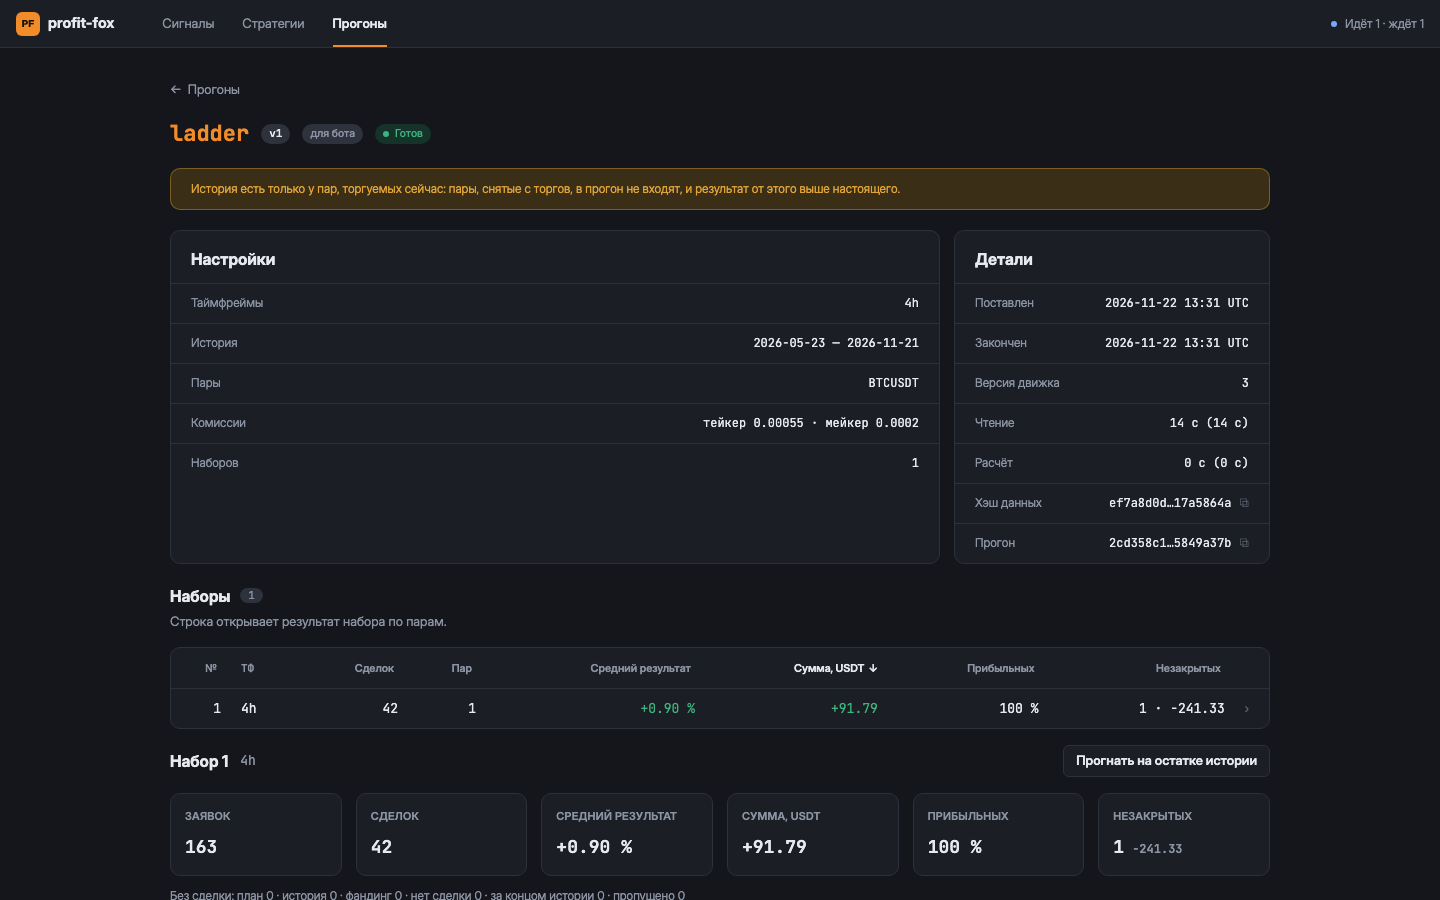 PF profit-fox Сигналы Стратегии Прогоны Идёт 1 · ждёт 1
← Прогоны
ladder v1 для бота Готов
История есть только у пар, торгуемых сейчас: пары, снятые с торгов, в прогон не входят, и результат от этого выше настоящего.
Настройки
Таймфреймы 4h
История 2026-05-23 — 2026-11-21
Пары BTCUSDT
Комиссии тейкер 0.00055 · мейкер 0.0002
Наборов 1
Детали
Поставлен 2026-11-22 13:31 UTC
Закончен 2026-11-22 13:31 UTC
Версия движка 3
Чтение 14 с (14 с)
Расчёт 0 с (0 с)
Хэш данных ef7a8d0d…17a5864a
Прогон 2cd358c1…5849a37b
Наборы 1
Строка открывает результат набора по парам.
№ ТФ Сделок Пар Средний результат Сумма, USDT ↓ Прибыльных Незакрытых
1 4h 42 1 +0.90 % +91.79 100 % 1 · -241.33 ›
Набор 1 4h Прогнать на остатке истории
ЗАЯВОК СДЕЛОК СРЕДНИЙ РЕЗУЛЬТАТ СУММА, USDT ПРИБЫЛЬНЫХ НЕЗАКРЫТЫХ
163 42 +0.90 % +91.79 100 % 1 -241.33
Без сделки: план 0 · история 0 · фандинг 0 · нет сделки 0 · за концом истории 0 · пропущено 0